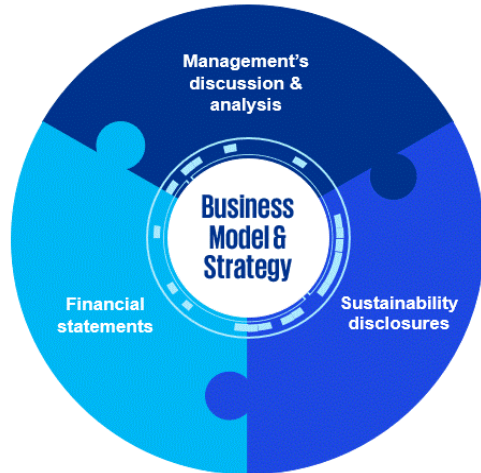 Management’s
discussion &
analysis
Business
Model &
Strategy
Financial
statements
Sustainability
disclosures